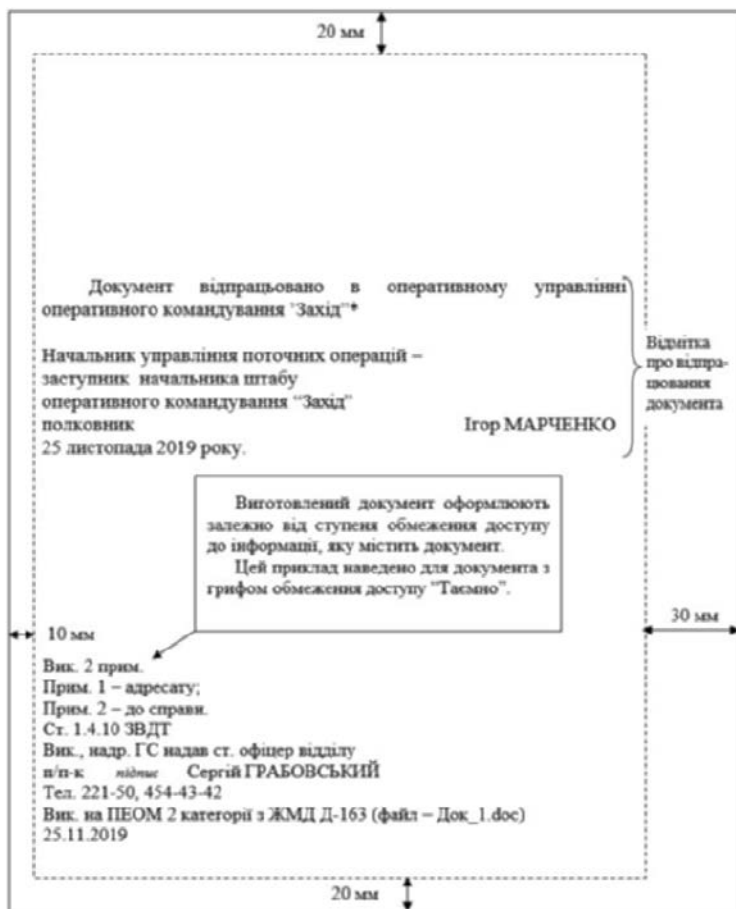 20 мм
Документ відпрацьовано в оперативному управлінні
оперативного командування "Захід"*
Начальник управління поточних операцій –
заступник начальника штабу
оперативного командування "Захід"
полковник Ігор МАРЧЕНКО
25 листопада 2019 року.
Відмітка
про відпра-
цювання
документа
Виготовлений документ оформлюють
залежно від ступеня обмеження доступу
до інформації, яку містить документ.
Цей приклад наведено для документа з
грифом обмеження доступу "Таємно".
10 мм
30 мм
Вик. 2 прим.
Прим. 1 – адресату;
Прим. 2 – до справи.
Ст. 1.4.10 ЗВДТ
Вик., надр. ГС надав ст. офіцер відділу
п/п-к підпис Сергій ГРАБОВСЬКИЙ
Тел. 221-50, 454-43-42
Вик. на ПЕОМ 2 категорії з ЖМД Д-163 (файл – Док_1.doc)
25.11.2019
20 мм